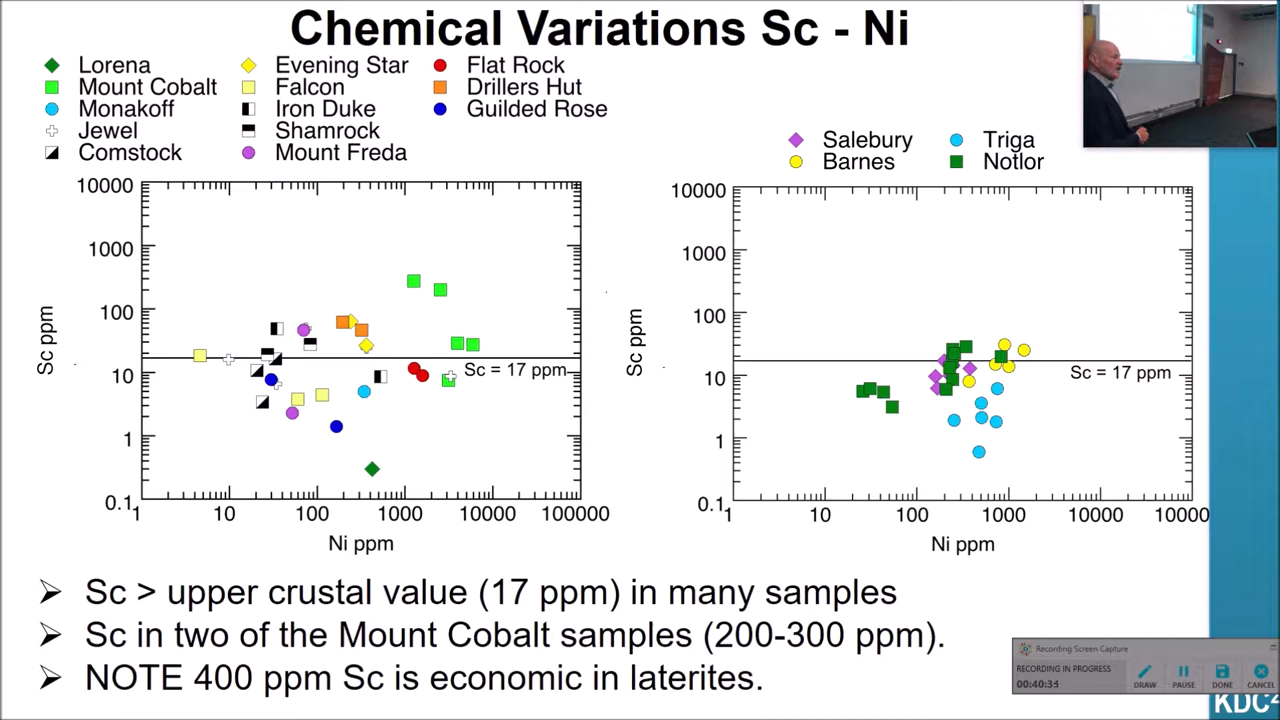 Chemical Variations Sc - Ni
Lorena
Mount Cobalt
Monakoff
Jewel
Comstock
Evening Star
Falcon
Iron Duke
Shamrock
Mount Freda
Flat Rock
Drillers Hut
Guilded Rose
Salebury
Barnes
Triga
Notlor
10000
1000
100
10
1
0.1
Sc ppm
Sc = 17 ppm
1 10 100 1000 10000 100000
Ni ppm
10000
1000
100
10
1
0.1
Sc ppm
Sc = 17 ppm
1 10 100 1000 10000 10000
Ni ppm
➢ Sc > upper crustal value (17 ppm) in many samples
➢ Sc in two of the Mount Cobalt samples (200-300 ppm).
➢ NOTE 400 ppm Sc is economic in laterites.
Recording Screen Capture
RECORDING IN PROGRESS
00:40:35
DRAW PAUSE DONE CANCEL
KDC²